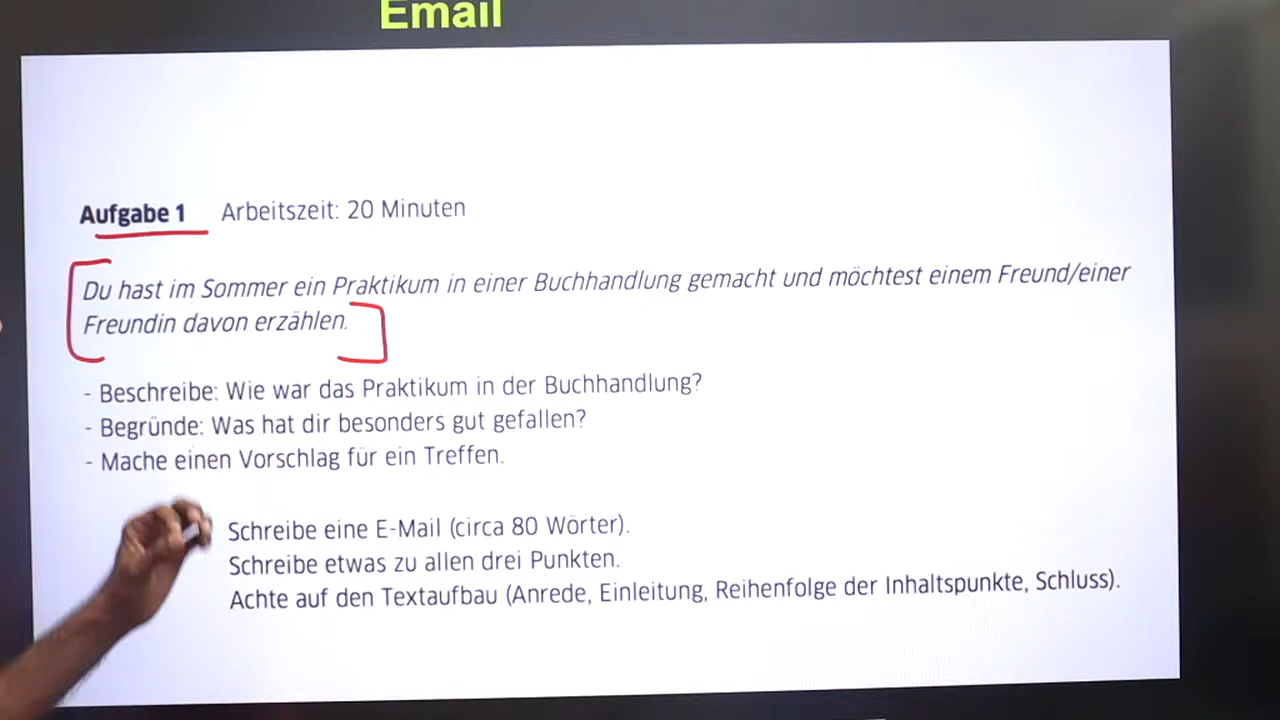 Email
Aufgabe 1 Arbeitszeit: 20 Minuten
Du hast im Sommer ein Praktikum in einer Buchhandlung gemacht und möchtest einem Freund/einer
Freundin davon erzählen.
- Beschreibe: Wie war das Praktikum in der Buchhandlung?
- Begründe: Was hat dir besonders gut gefallen?
- Mache einen Vorschlag für ein Treffen.
Schreibe eine E-Mail (circa 80 Wörter).
Schreibe etwas zu allen drei Punkten.
Achte auf den Textaufbau (Anrede, Einleitung, Reihenfolge der Inhaltspunkte, Schluss).